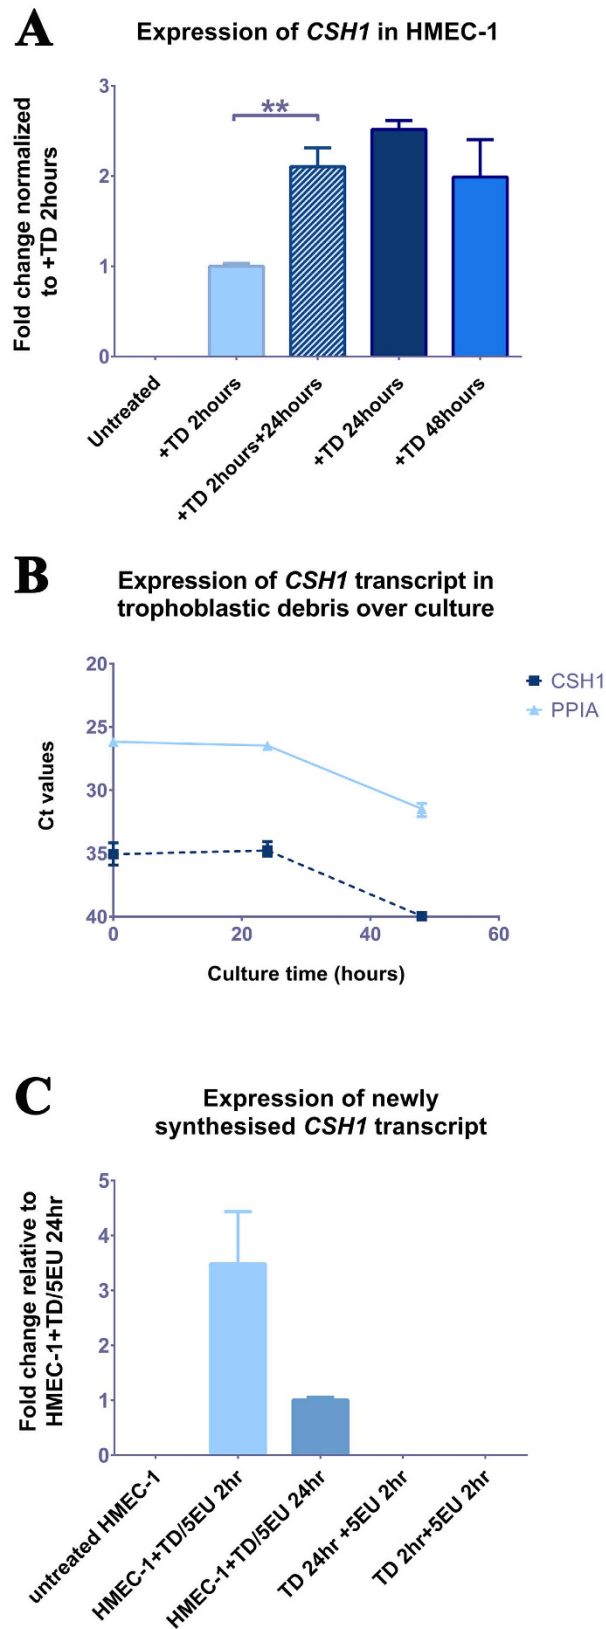 A
Expression of CSH1 in HMEC-1
Fold change normalized
to +TD 2hours
3
2
1
0
**
Untreated
+TD 2hours
+TD 2hours+24hours
+TD 24hours
+TD 48hours
B
Expression of CSH1 transcript in
trophoblastic debris over culture
Ct values
20
25
30
35
40
0
20
40
60
Culture time (hours)
CSH1
PPIA
C
Expression of newly
synthesised CSH1 transcript
Fold change relative to
HMEC-1+TD/5EU 24hr
5
4
3
2
1
0
untreated HMEC-1
HMEC-1+TD/5EU 2hr
HMEC-1+TD/5EU 24hr
TD 24hr +5EU 2hr
TD 2hr+5EU 2hr